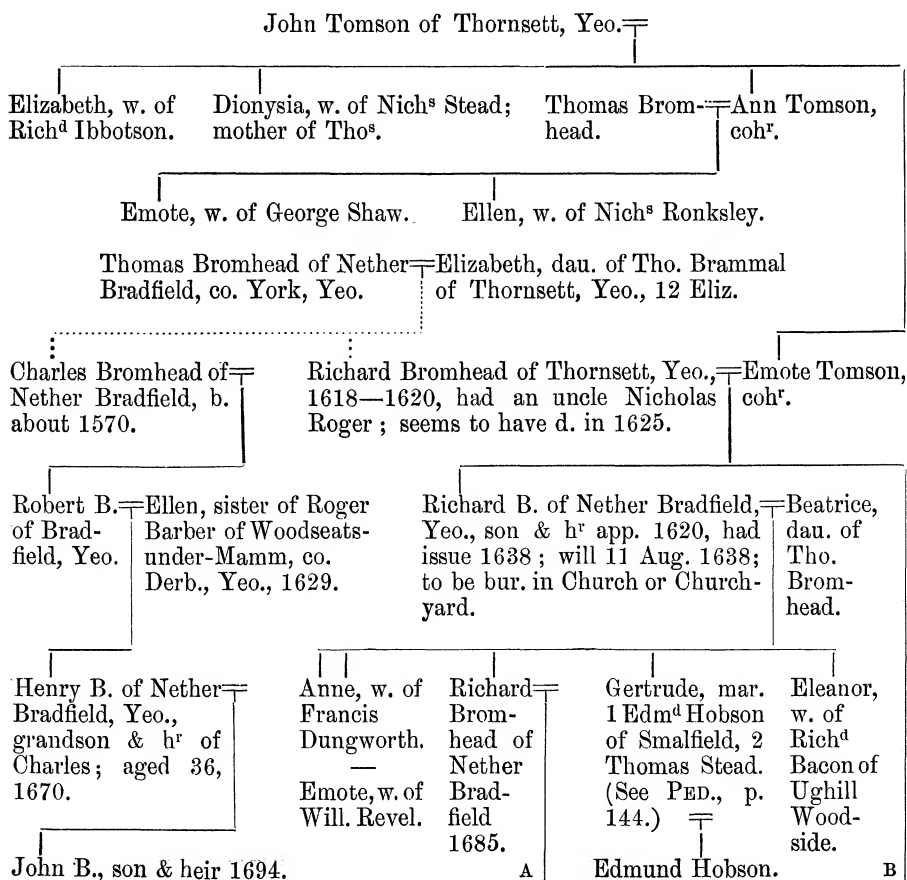 John Tomson of Thornsett, Yeo.
Elizabeth, w. of
Richᵈ Ibbotson.
Dionysia, w. of Nichˢ Stead;
mother of Thoˢ.
Thomas Brom-
head.
Ann Tomson,
cohʳ.
Emote, w. of George Shaw.
Ellen, w. of Nichˢ Ronksley.
Thomas Bromhead of Nether
Bradfield, co. York, Yeo.
Elizabeth, dau. of Tho. Brammal
of Thornsett, Yeo., 12 Eliz.
Charles Bromhead of
Nether Bradfield, b.
about 1570.
Richard Bromhead of Thornsett, Yeo.,
1618—1620, had an uncle Nicholas
Roger; seems to have d. in 1625.
Emote Tomson,
cohʳ.
Robert B.
of Brad-
field, Yeo.
Ellen, sister of Roger
Barber of Woodseats-
under-Mamm, co.
Derb., Yeo., 1629.
Richard B. of Nether Bradfield,
Yeo., son & hʳ app. 1620, had
issue 1638; will 11 Aug. 1638;
to be bur. in Church or Church-
yard.
Beatrice,
dau. of
Tho.
Brom-
head.
Henry B. of Nether
Bradfield, Yeo.,
grandson & hʳ of
Charles; aged 36,
1670.
Anne, w. of
Francis
Dungworth.
—
Emote, w. of
Will. Revel.
Richard
Brom-
head of
Nether
Brad-
field
1685.
Gertrude, mar.
1 Edmᵈ Hobson
of Smalfield, 2
Thomas Stead.
(See PED., p.
144.)
Eleanor,
w. of
Richᵈ
Bacon of
Ughill
Wood-
side.
John B., son & heir 1694.
A
Edmund Hobson.
B